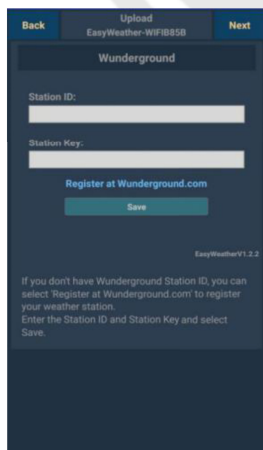 Back
Upload
Next
EasyWeather-WIFIB85B
Wunderground
Station ID:
Station Key:
Register at Wunderground.com
Save
EasyWeatherV1.2.2
If you don't have Wunderground Station ID, you can
select 'Register at Wunderground.com' to register
your weather station.
Enter the Station ID and Station Key and select
Save.